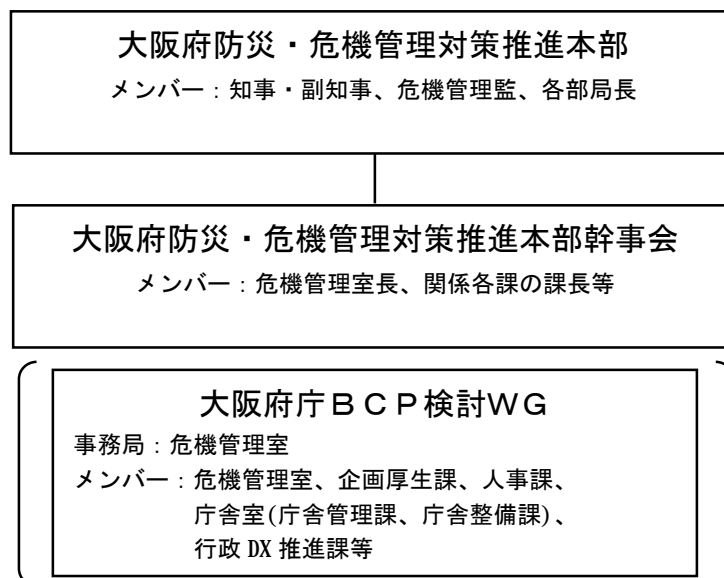 大阪府防災・危機管理対策推進本部
メンバー：知事・副知事、危機管理監、各部局長
大阪府防災・危機管理対策推進本部幹事会
メンバー：危機管理室長、関係各課の課長等
大阪府庁ＢＣＰ検討ＷＧ
事務局：危機管理室
メンバー：危機管理室、企画厚生課、人事課、
庁舎室(庁舎管理課、庁舎整備課)、
行政 DX 推進課等